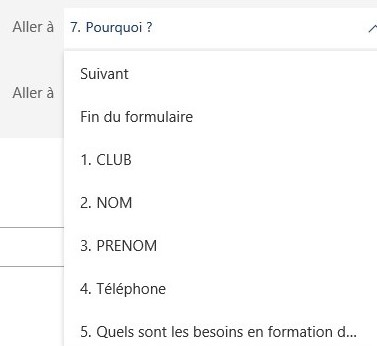 Aller à 7. Pourquoi ?
Suivant
Aller à
Fin du formulaire
1. CLUB
2. NOM
3. PRENOM
4. Téléphone
5. Quels sont les besoins en formation d...